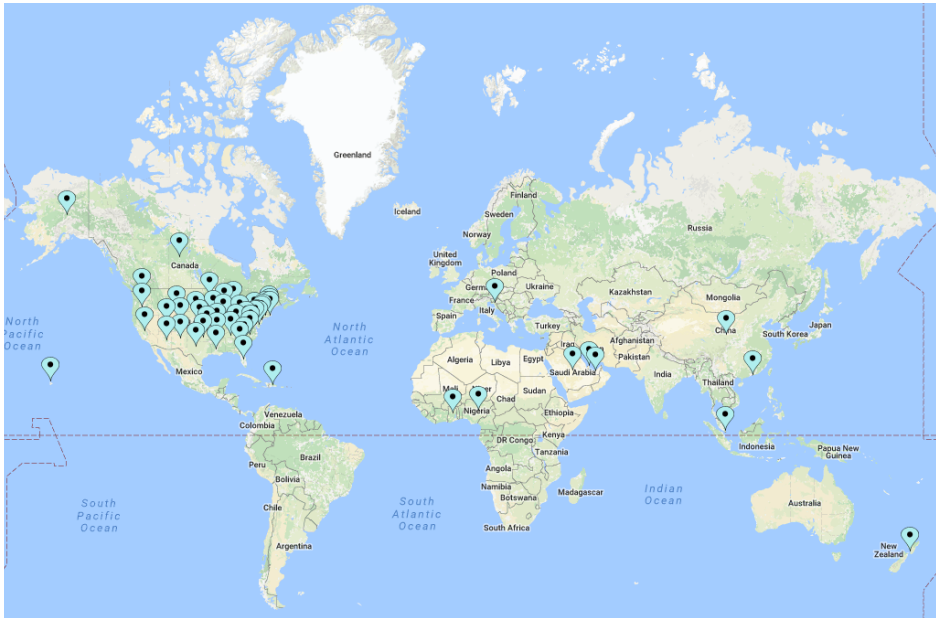 Greenland
Iceland
Finland
Sweden
Norway
Russia
Canada
United
Kingdom
Poland
Germ
Ukraine
France
Kazakhstan
Mongolia
Italy
Spain
Turkey
China
South Korea
Japan
North
Pacific
Ocean
North
Atlantic
Ocean
Iran
Afghanistan
Pakistan
Algeria
Libya
Egypt
Saudi Arabia
India
Mexico
Mali
er
Chad
Sudan
Thailand
Nigeria
Ethiopia
Venezuela
Colombia
DR Congo
Kenya
Indonesia
Papua New
Guinea
Tanzania
Peru
Brazil
Angola
Bolivia
Namibia
Botswana
Madagascar
South
Pacific
Ocean
South
Atlantic
Ocean
Indian
Ocean
Australia
Chile
South Africa
Argentina
New
Zealand